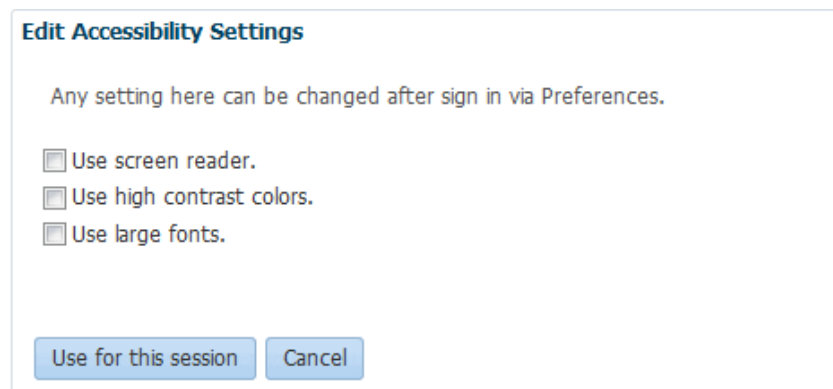 Edit Accessibility Settings
Any setting here can be changed after sign in via Preferences.
Use screen reader.
Use high contrast colors.
Use large fonts.
Use for this session Cancel